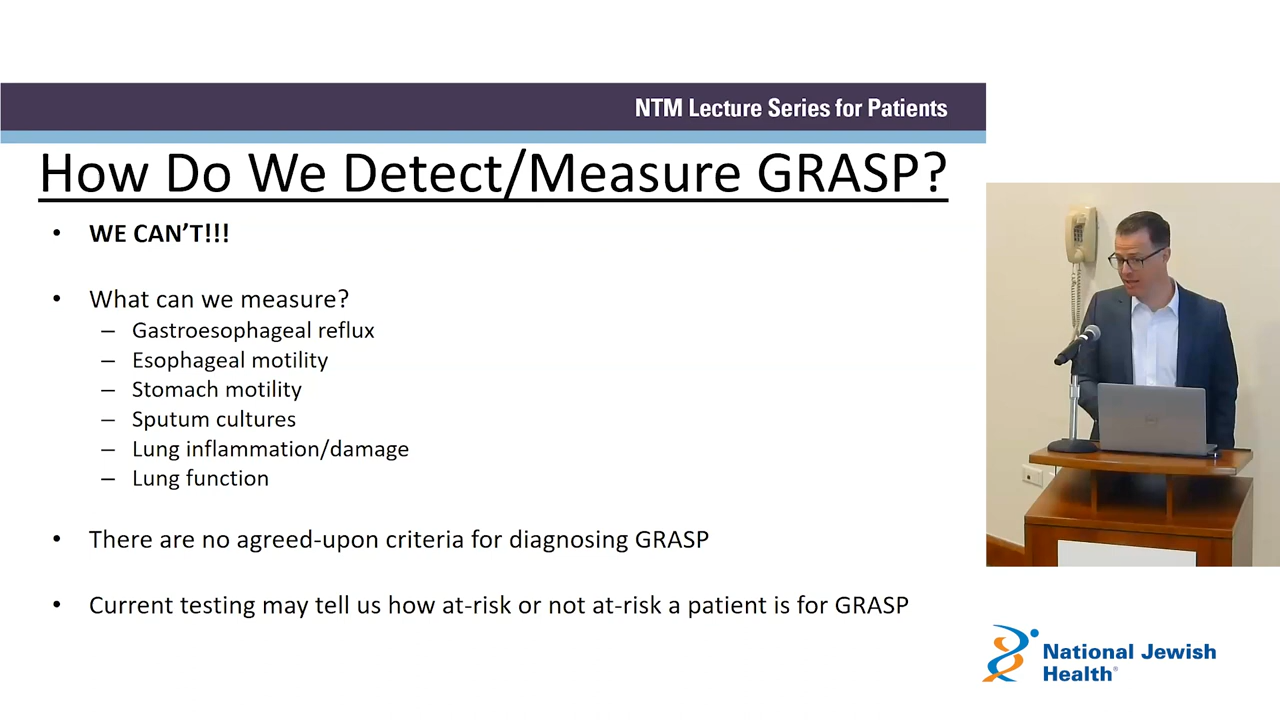 NTM Lecture Series for Patients
How Do We Detect/Measure GRASP?
• WE CAN'T!!!
• What can we measure?
– Gastroesophageal reflux
– Esophageal motility
– Stomach motility
– Sputum cultures
– Lung inflammation/damage
– Lung function
• There are no agreed-upon criteria for diagnosing GRASP
• Current testing may tell us how at-risk or not at-risk a patient is for GRASP
National Jewish
Health®